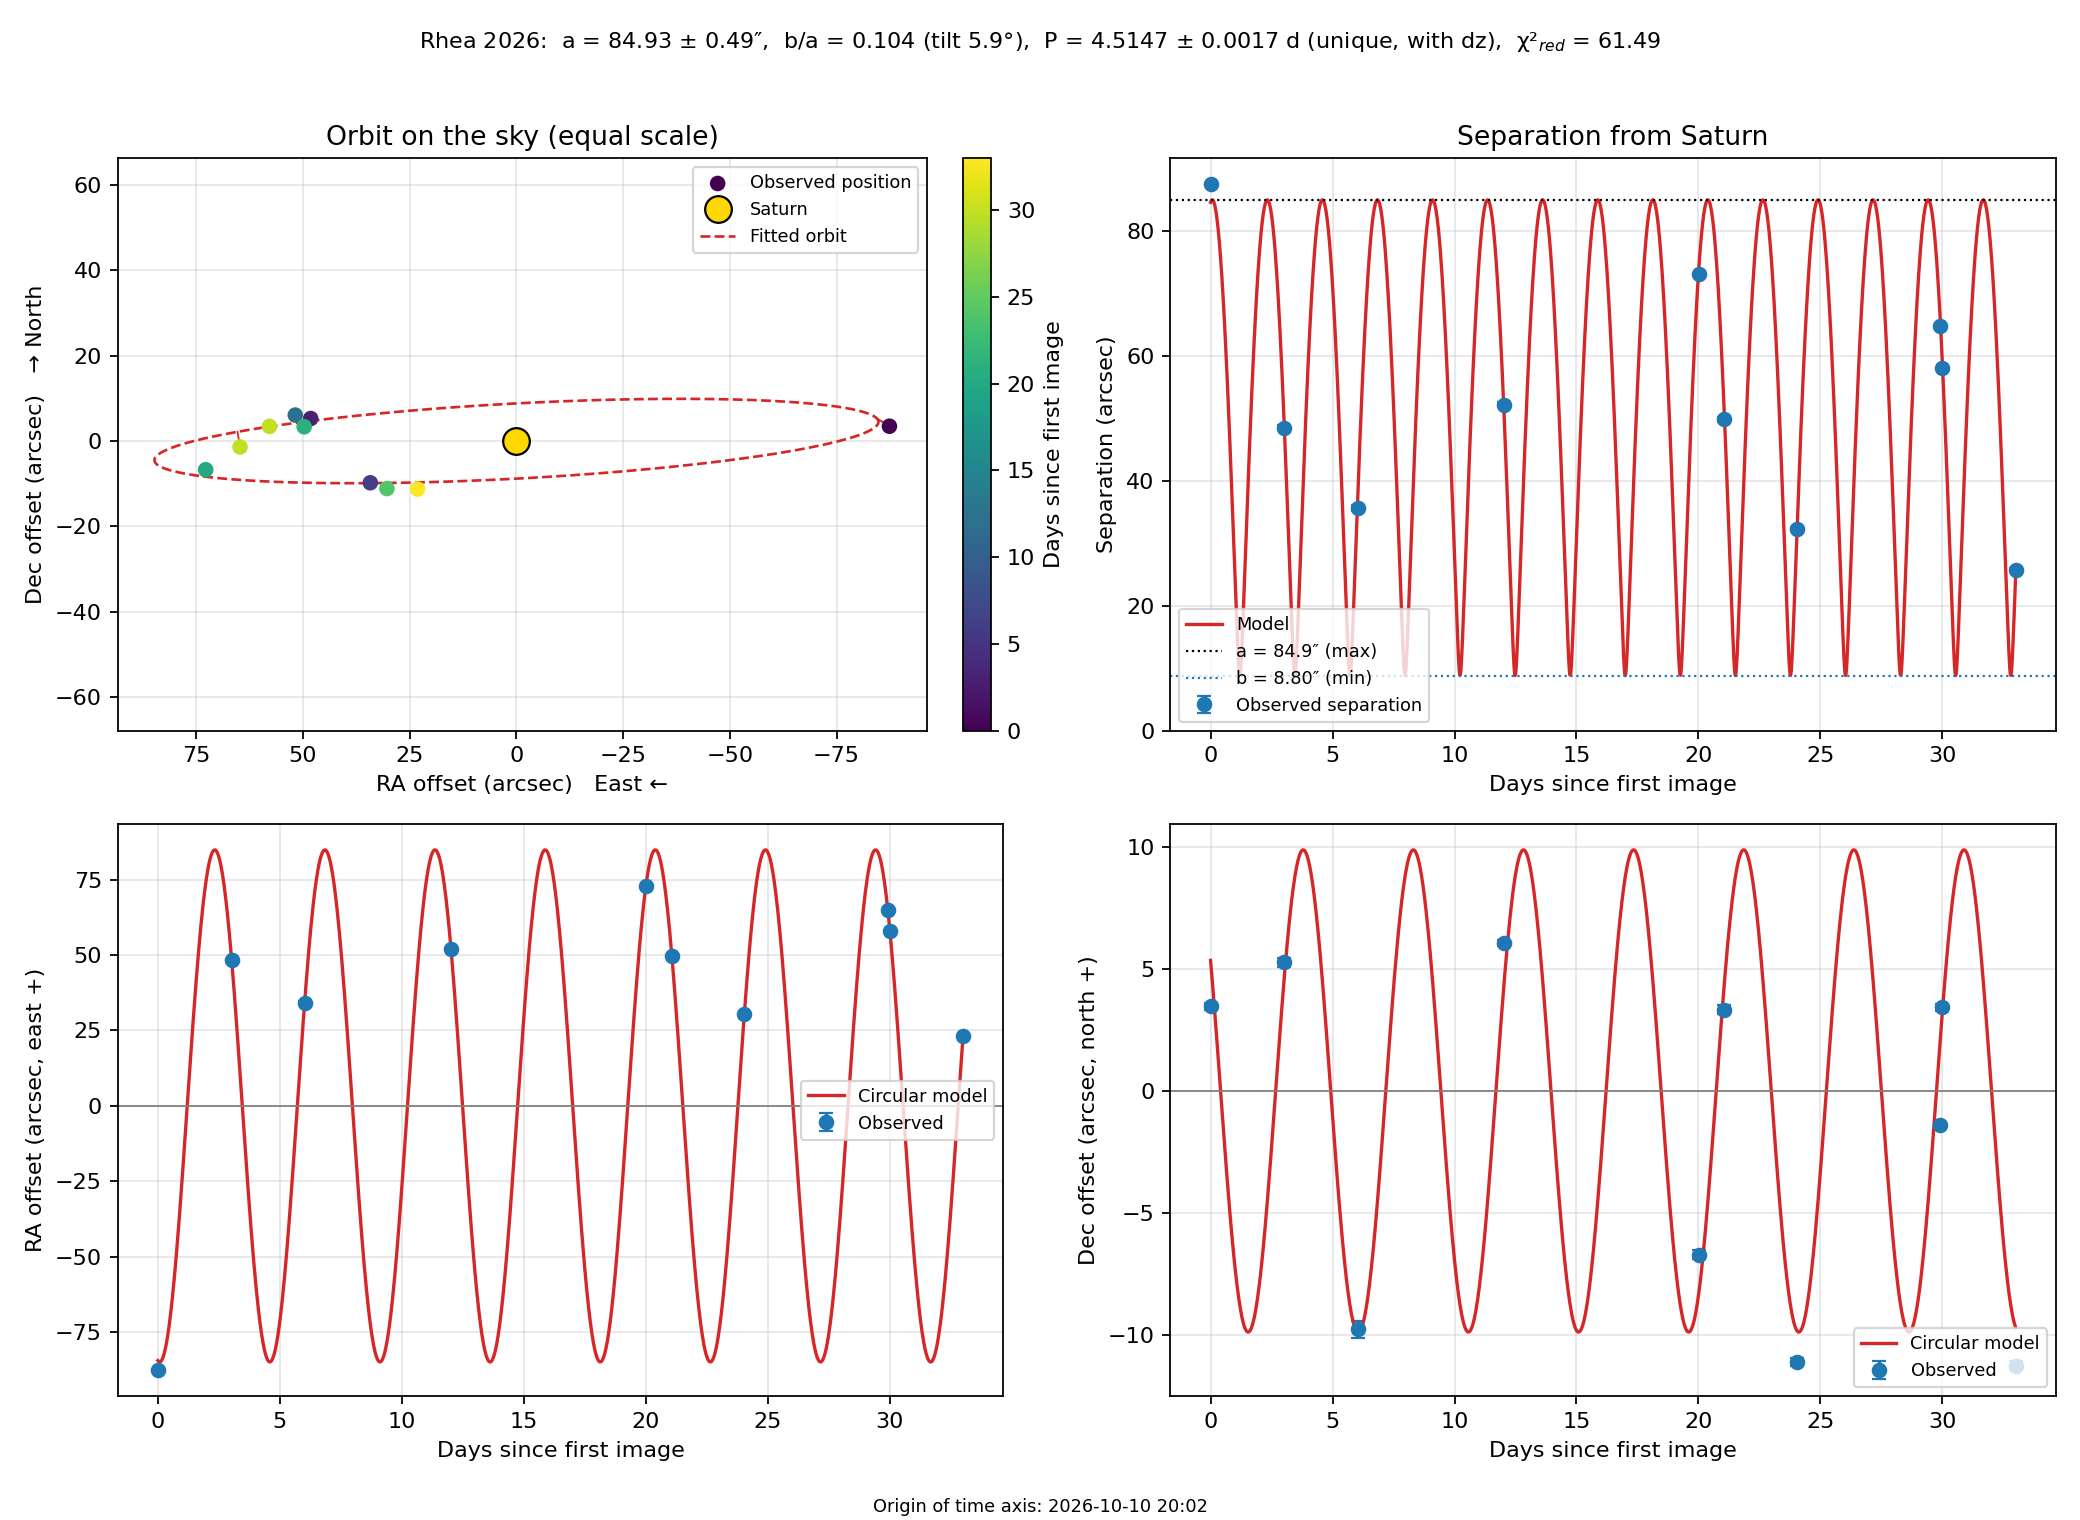 Rhea 2026:  a = 84.93 ± 0.49″,  b/a = 0.104 (tilt 5.9°),  P = 4.5147 ± 0.0017 d (unique, with dz),  χ²red = 61.49
Orbit on the sky (equal scale)
Dec offset (arcsec)   → North
60
40
20
0
−20
−40
−60
75
50
25
0
−25
−50
−75
RA offset (arcsec)   East ←
Observed position
Saturn
Fitted orbit
30
25
20
15
10
5
0
Days since first image
Separation from Saturn
Separation (arcsec)
80
60
40
20
0
0
5
10
15
20
25
30
Days since first image
Model
a = 84.9″ (max)
b = 8.80″ (min)
Observed separation
RA offset (arcsec, east +)
75
50
25
0
−25
−50
−75
0
5
10
15
20
25
30
Days since first image
Circular model
Observed
Dec offset (arcsec, north +)
10
5
0
−5
−10
0
5
10
15
20
25
30
Days since first image
Circular model
Observed
Origin of time axis: 2026-10-10 20:02